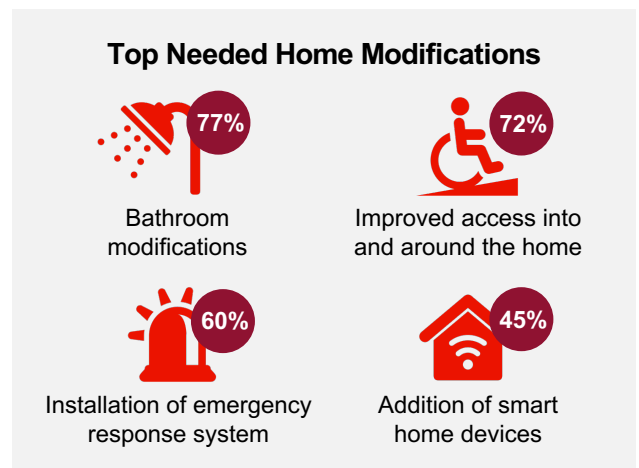 Top Needed Home Modifications
77%
Bathroom
modifications
72%
Improved access into
and around the home
60%
Installation of emergency
response system
45%
Addition of smart
home devices